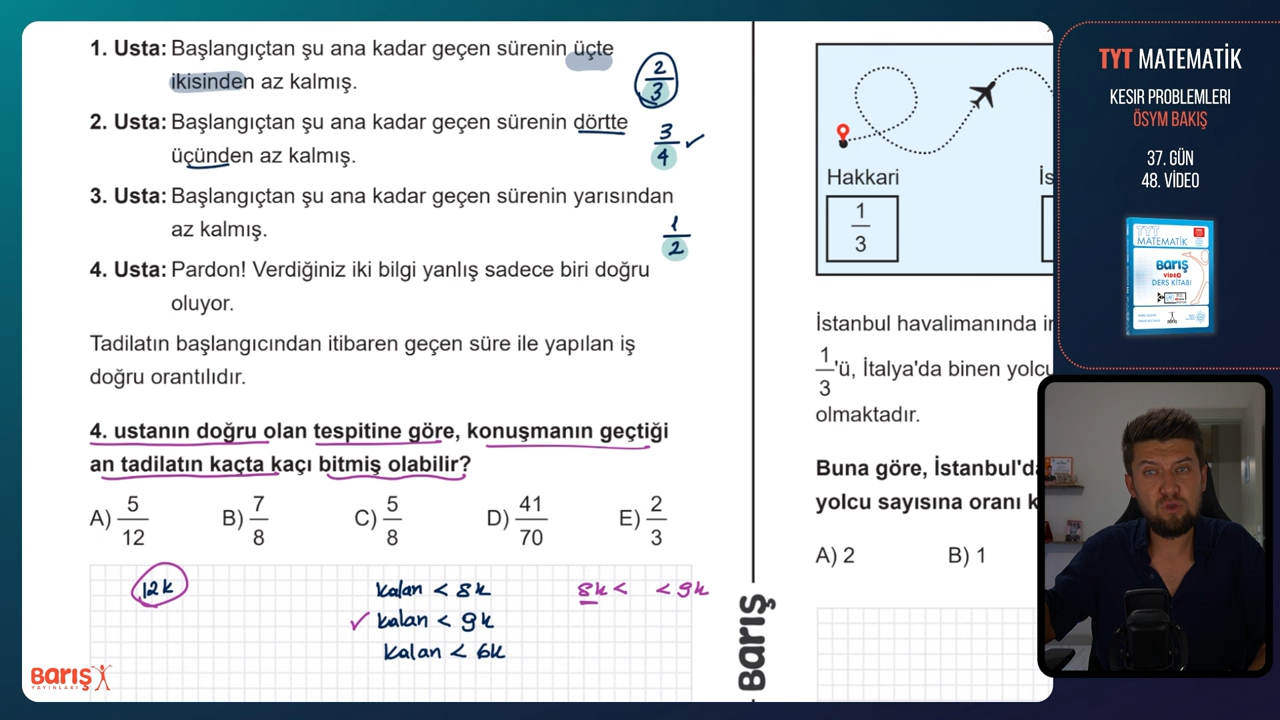 1. Usta: Başlangıçtan şu ana kadar geçen sürenin üçte
ikisinden az kalmış.
2/3
2. Usta: Başlangıçtan şu ana kadar geçen sürenin dörtte
üçünden az kalmış.
3/4 ✓
3. Usta: Başlangıçtan şu ana kadar geçen sürenin yarısından
az kalmış.
1/2
4. Usta: Pardon! Verdiğiniz iki bilgi yanlış sadece biri doğru
oluyor.
Tadilatın başlangıcından itibaren geçen süre ile yapılan iş
doğru orantılıdır.
4. ustanın doğru olan tespitine göre, konuşmanın geçtiği
an tadilatın kaçta kaçı bitmiş olabilir?
A) 5/12 B) 7/8 C) 5/8 D) 41/70 E) 2/3
12k
kalan < 8k
✓ kalan < 9k
kalan < 6k
8k < < 9k
BARIŞ
YAYINLARI
Hakkari
1/3
İs
İstanbul havalimanında
1/3'ü, İtalya'da binen yolcu
olmaktadır.
Buna göre, İstanbul'da
yolcu sayısına oranı
A) 2 B) 1
BARIŞ
TYT MATEMATİK
KESIR PROBLEMLERI
ÖSYM BAKIŞ
37. GÜN
48. VİDEO
TYT
MATEMATİK
BARIŞ
VİDEO
DERS KİTABI